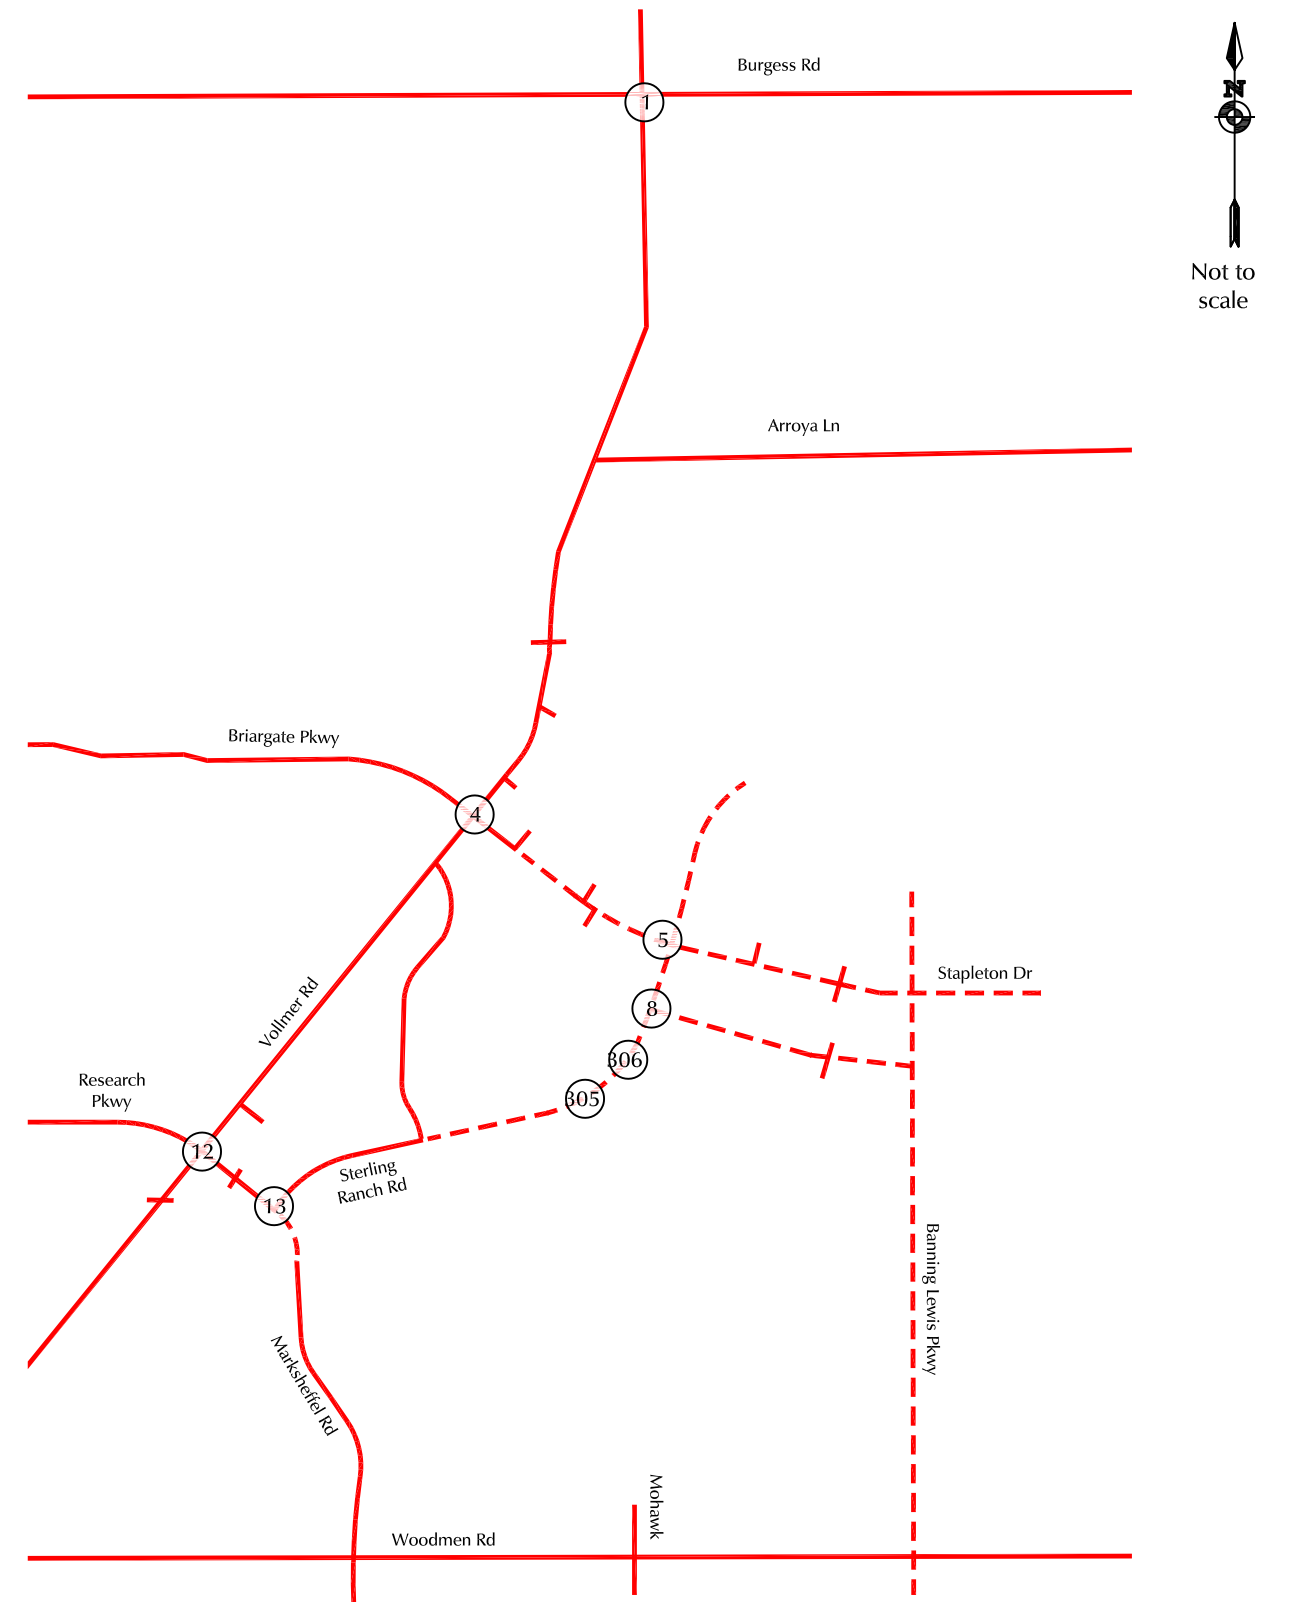 Burgess Rd
N
1
Not to
scale
Arroya Ln
Briargate Pkwy
4
5
Stapleton Dr
Vollmer Rd
8
306
Research
Pkwy
305
12
Sterling
Ranch Rd
13
Banning Lewis Pkwy
Marksheffel Rd
Mohawk
Woodmen Rd